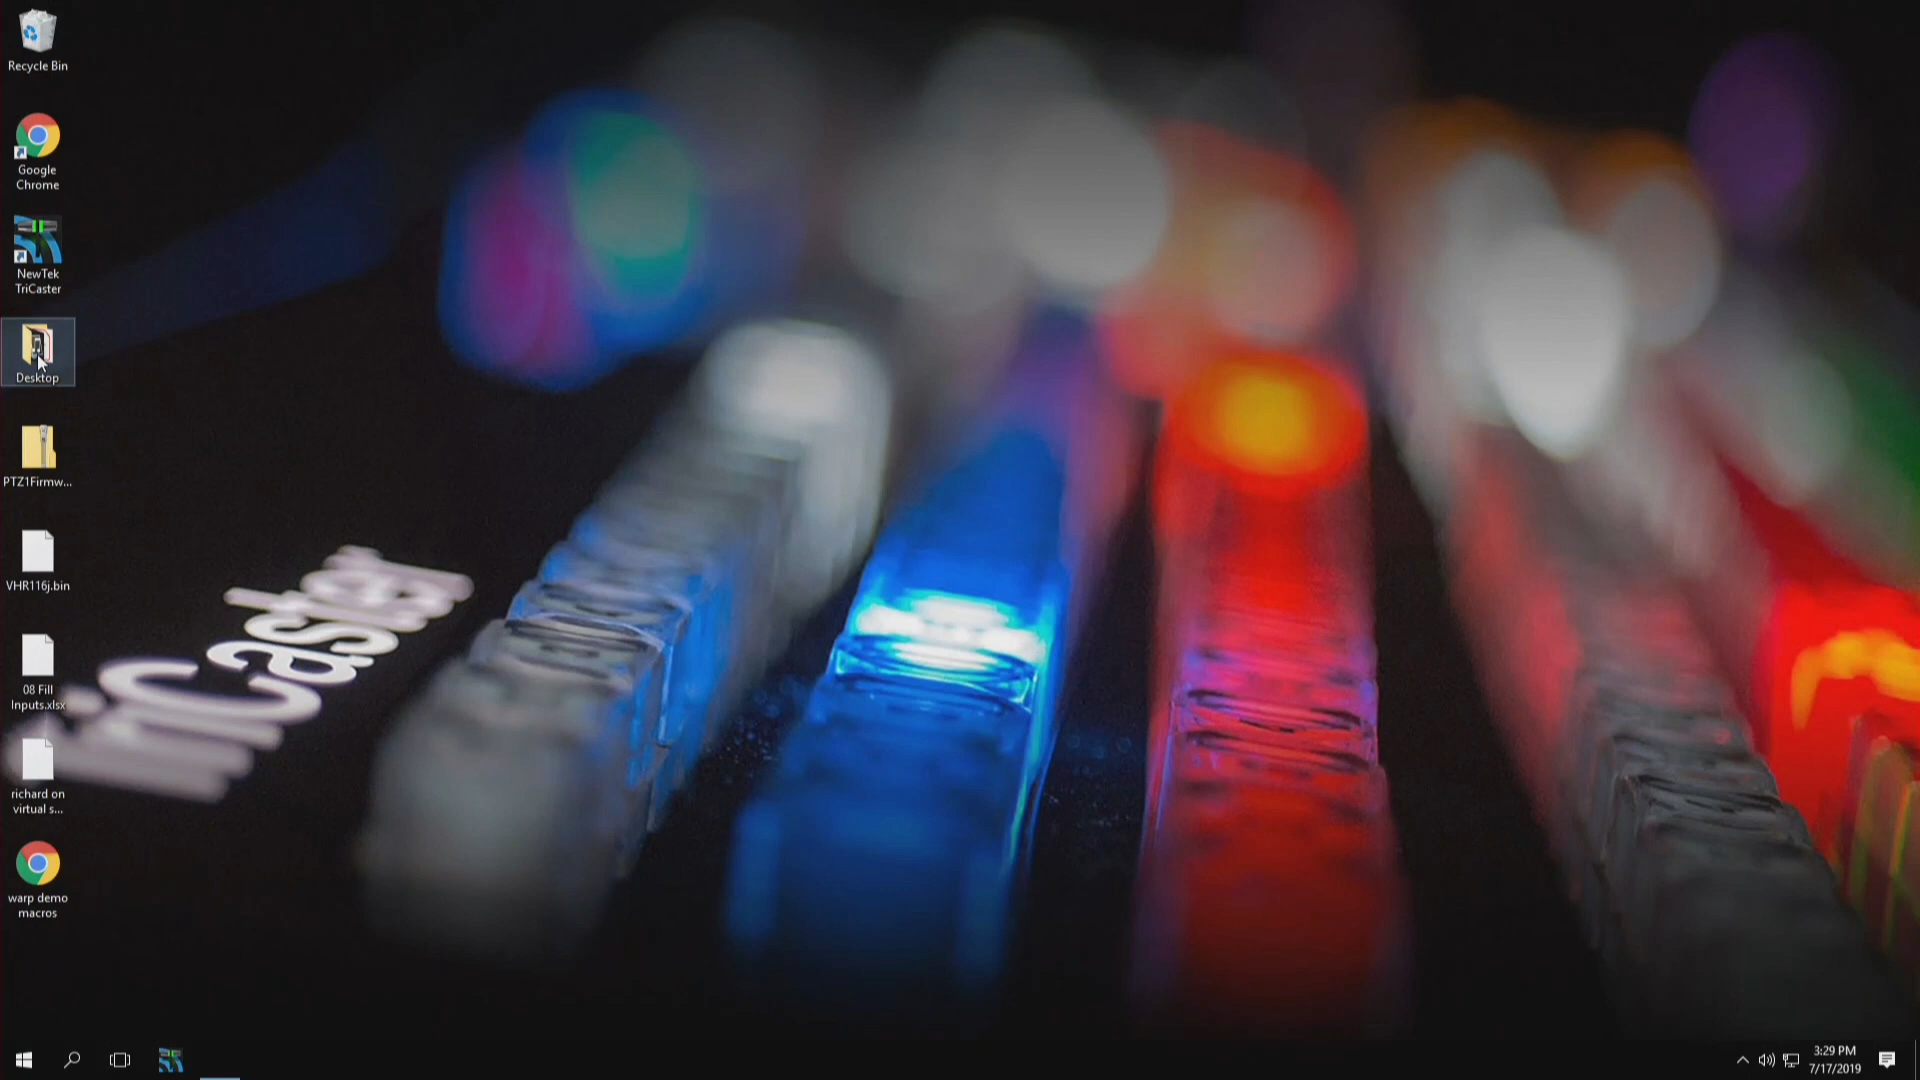 Recycle Bin
Google
Chrome
NewTek
TriCaster
Desktop
PTZ1Firmw...
VHR116j.bin
08 Fill
Inputs.xlsx
richard on
virtual s...
warp demo
macros
TriCaster
3:29 PM
7/17/2019